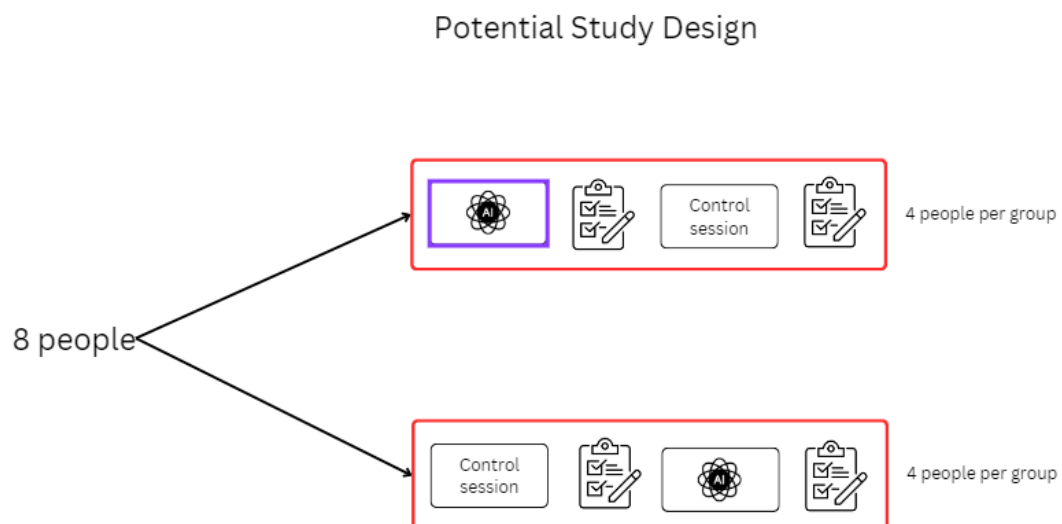 Potential Study Design
AI
Control
session
4 people per group
8 people
Control
session
AI
4 people per group